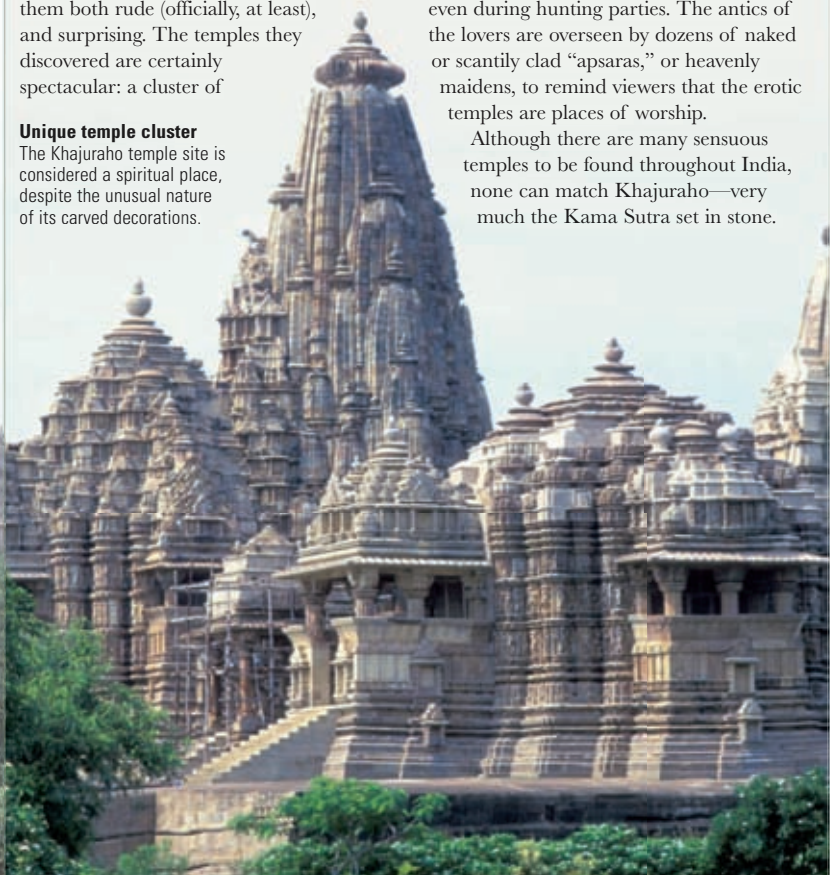 them both rude (officially, at least),
and surprising. The temples they
discovered are certainly
spectacular: a cluster of
Unique temple cluster
The Khajuraho temple site is
considered a spiritual place,
despite the unusual nature
of its carved decorations.
even during hunting parties. The antics of
the lovers are overseen by dozens of naked
or scantily clad “apsaras,” or heavenly
maidens, to remind viewers that the erotic
temples are places of worship.
Although there are many sensuous
temples to be found throughout India,
none can match Khajuraho—very
much the Kama Sutra set in stone.